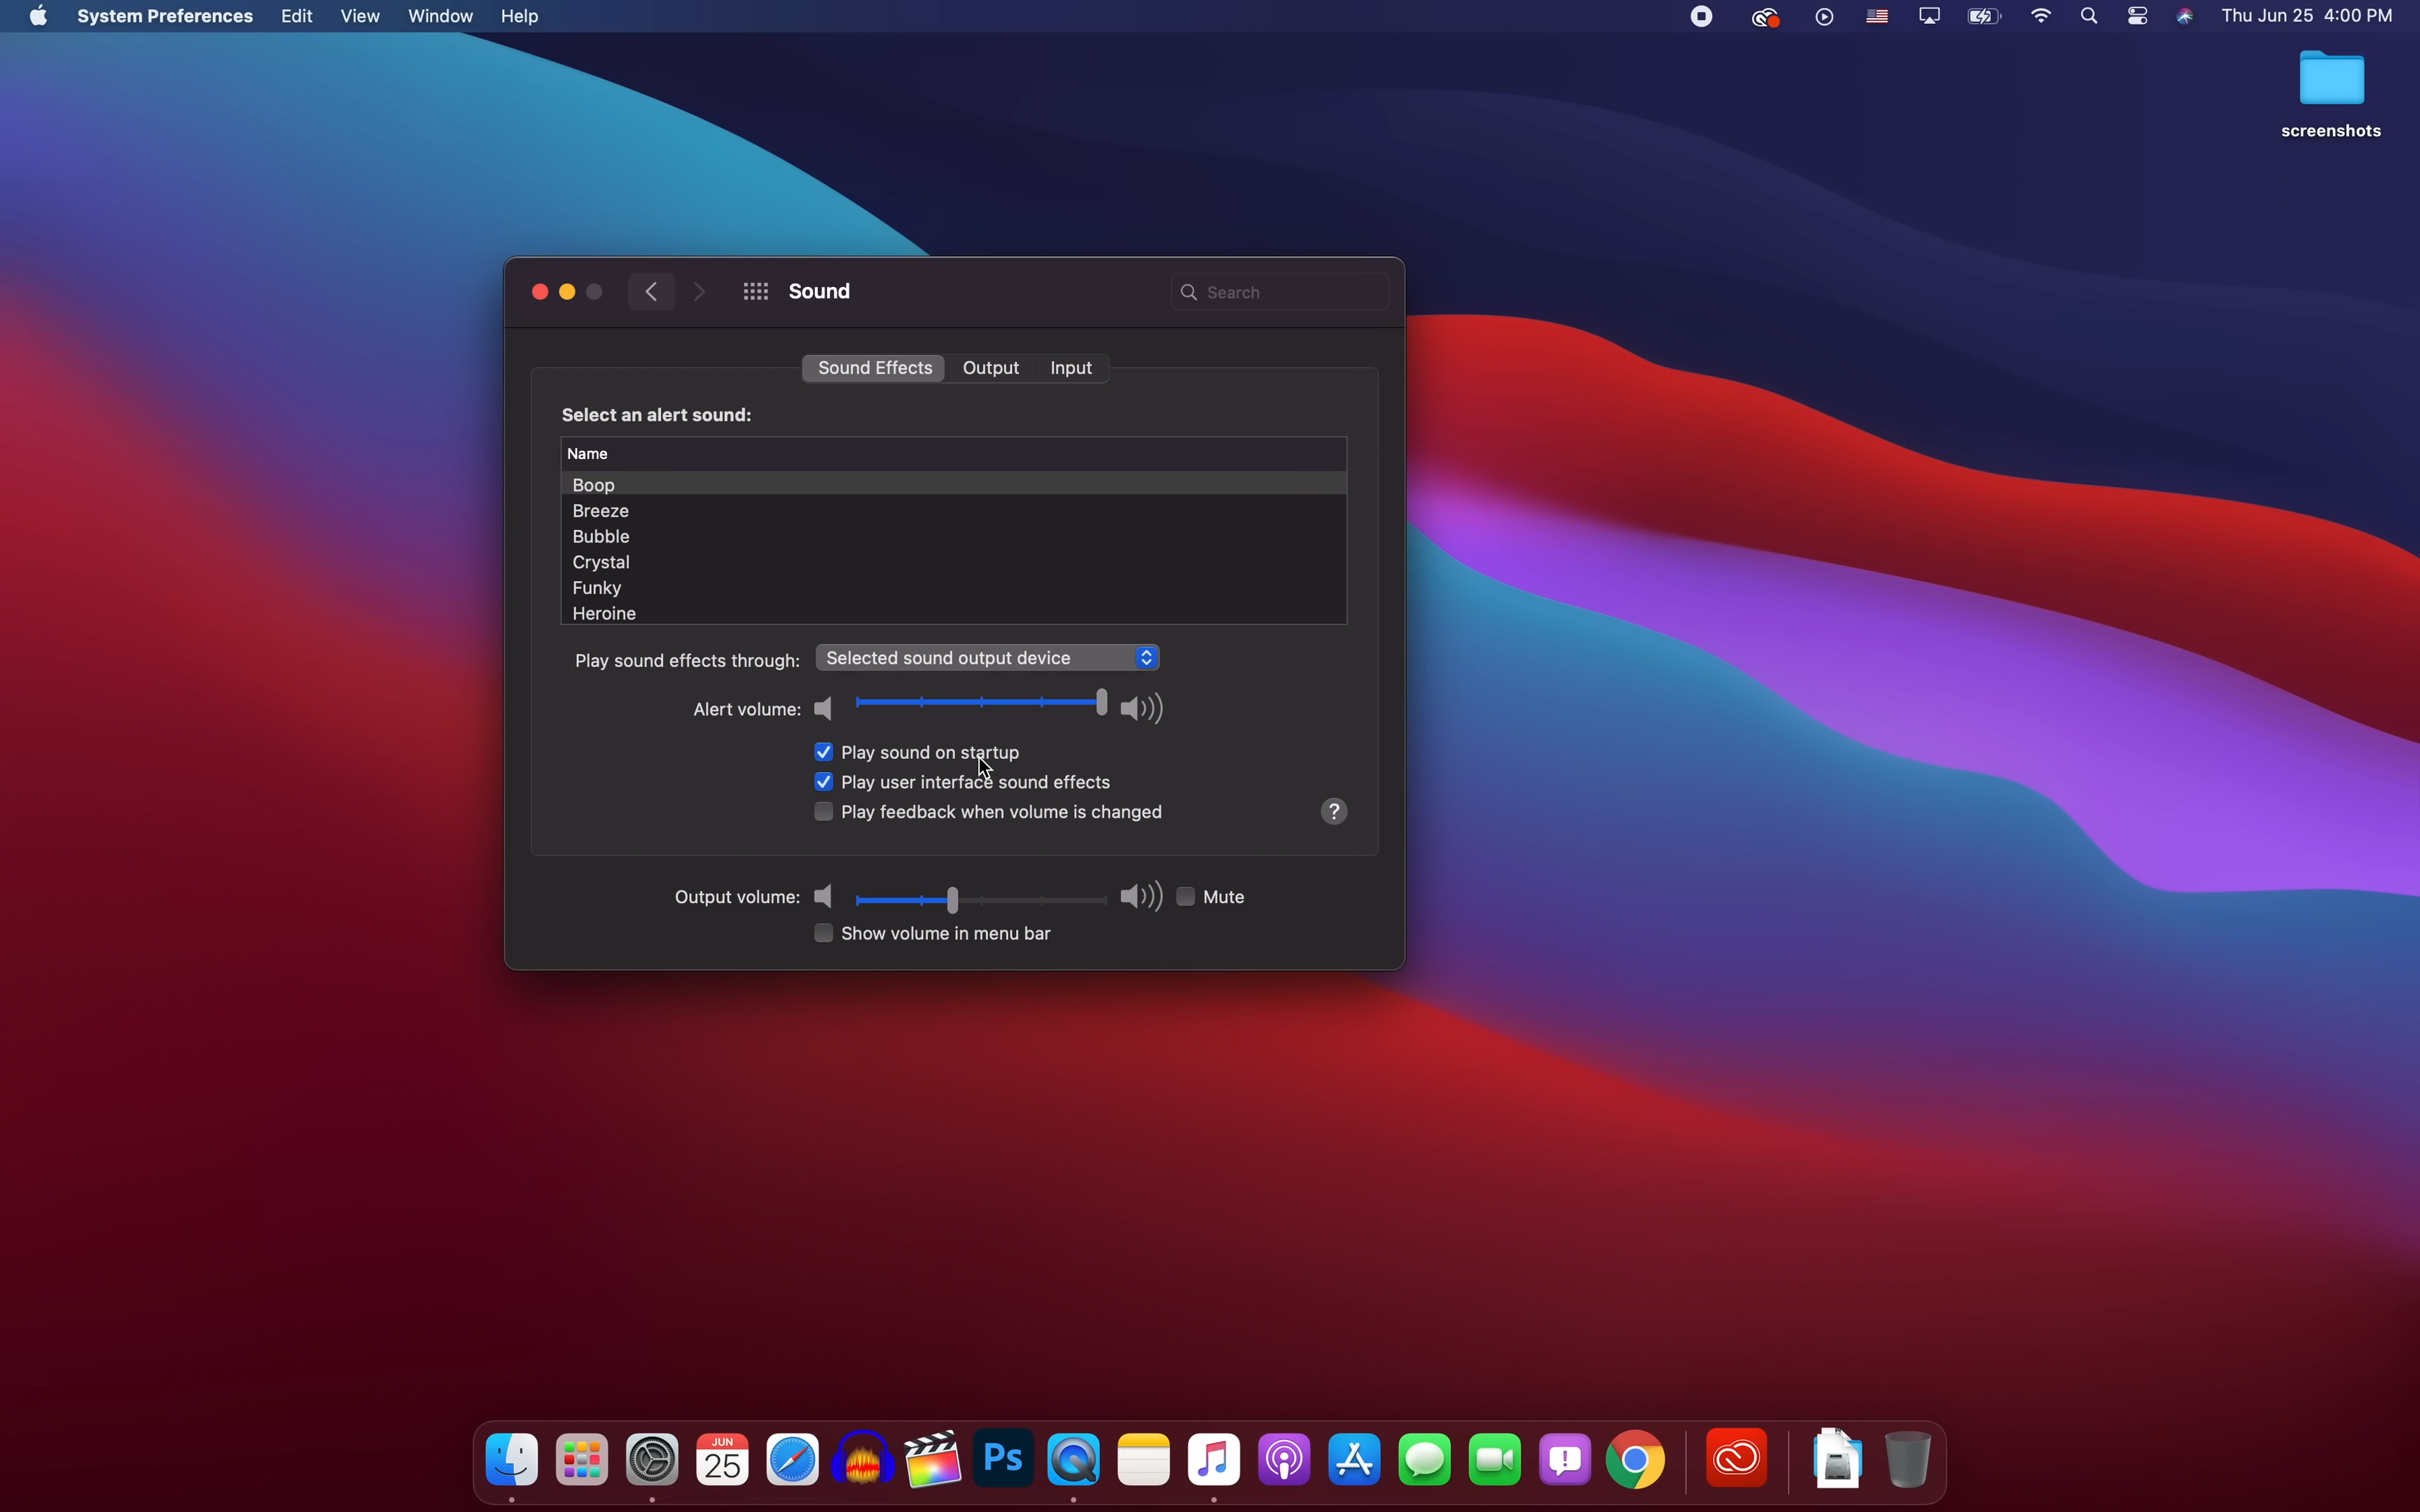 System Preferences Edit View Window Help Thu Jun 25 4:00 PM
screenshots
Sound Search
Sound Effects Output Input
Select an alert sound:
Name
Boop
Breeze
Bubble
Crystal
Funky
Heroine
Play sound effects through: Selected sound output device
Alert volume:
Play sound on startup
Play user interface sound effects
Play feedback when volume is changed ?
Output volume: Mute
Show volume in menu bar
JUN
25
Ps